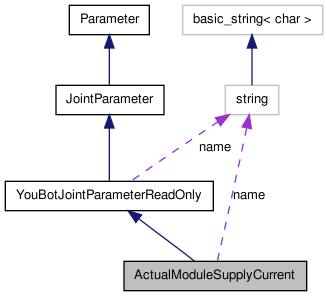 Parameter
basic_string< char >
JointParameter
string
name
YouBotJointParameterReadOnly
name
ActualModuleSupplyCurrent